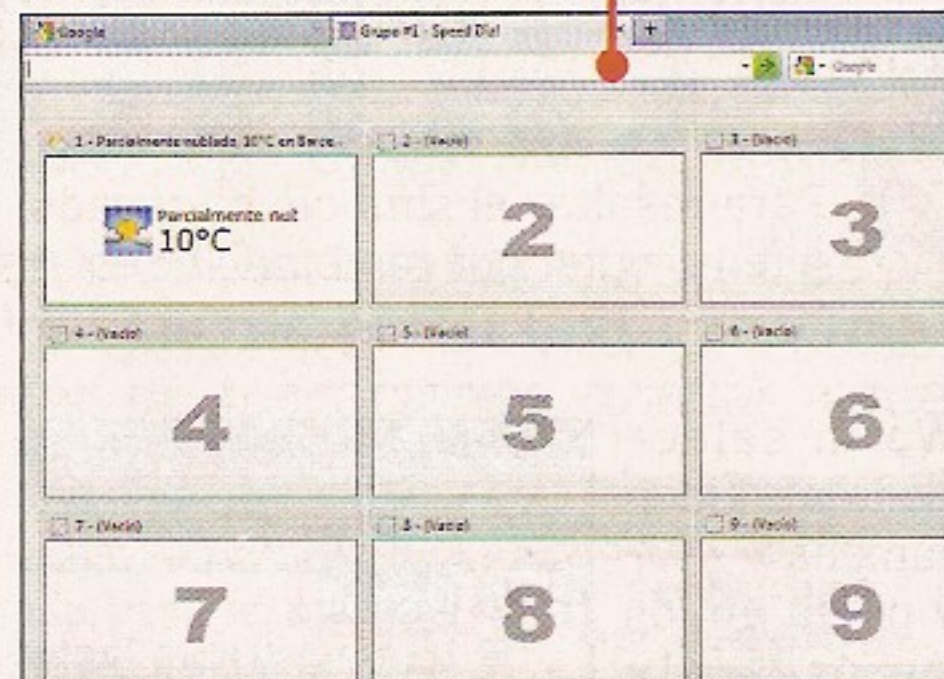 Google Grupo #1 - Speed Dial +
Google
1 - Parcialmente nublado, 10°C en Barce... 2 - (Vacío) 3 - (Vacío)
Parcialmente nub
10°C
2 3
4 - (Vacío) 5 - (Vacío) 6 - (Vacío)
4 5 6
7 - (Vacío) 8 - (Vacío) 9 - (Vacío)
7 8 9